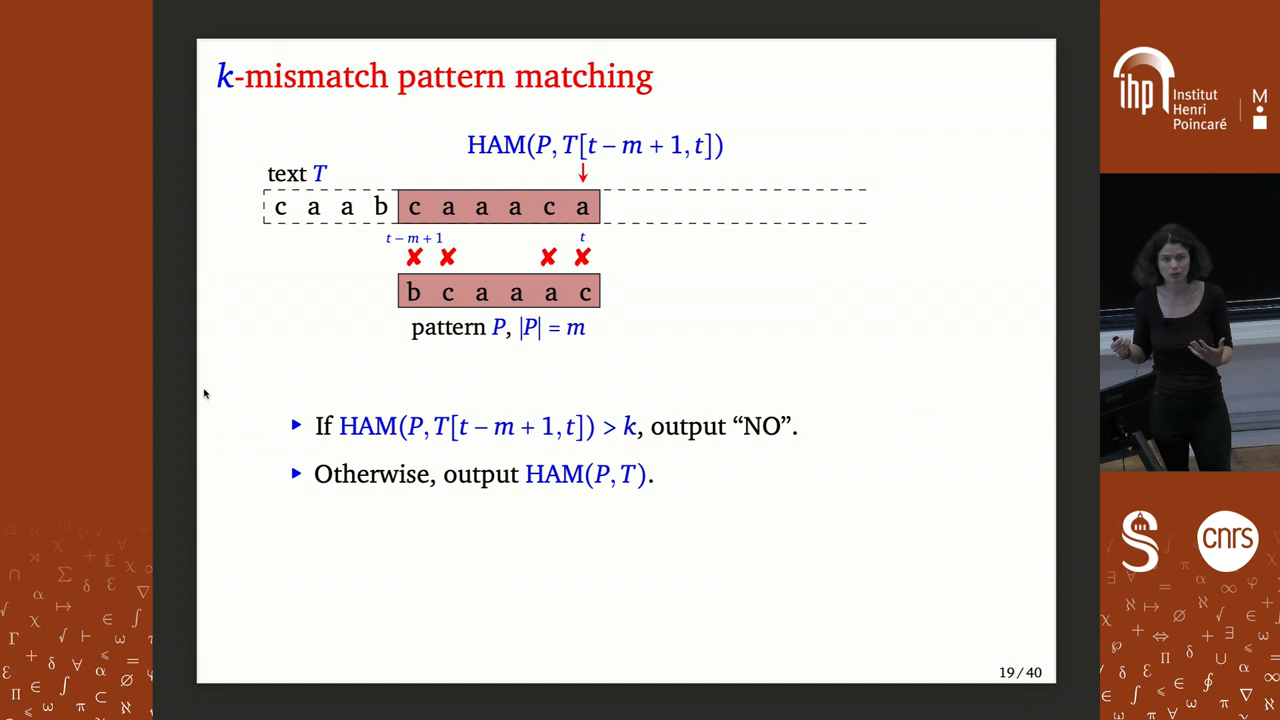 k-mismatch pattern matching
HAM(P, T[t − m + 1, t])
↓
text T
c a a b c a a a c a
t − m + 1 t
✘ ✘ ✘ ✘
b c a a a c
pattern P, |P| = m
▸ If HAM(P, T[t − m + 1, t]) > k, output “NO”.
▸ Otherwise, output HAM(P, T).
19 / 40
ihp
Institut
Henri
Poincaré
M
S
cnrs